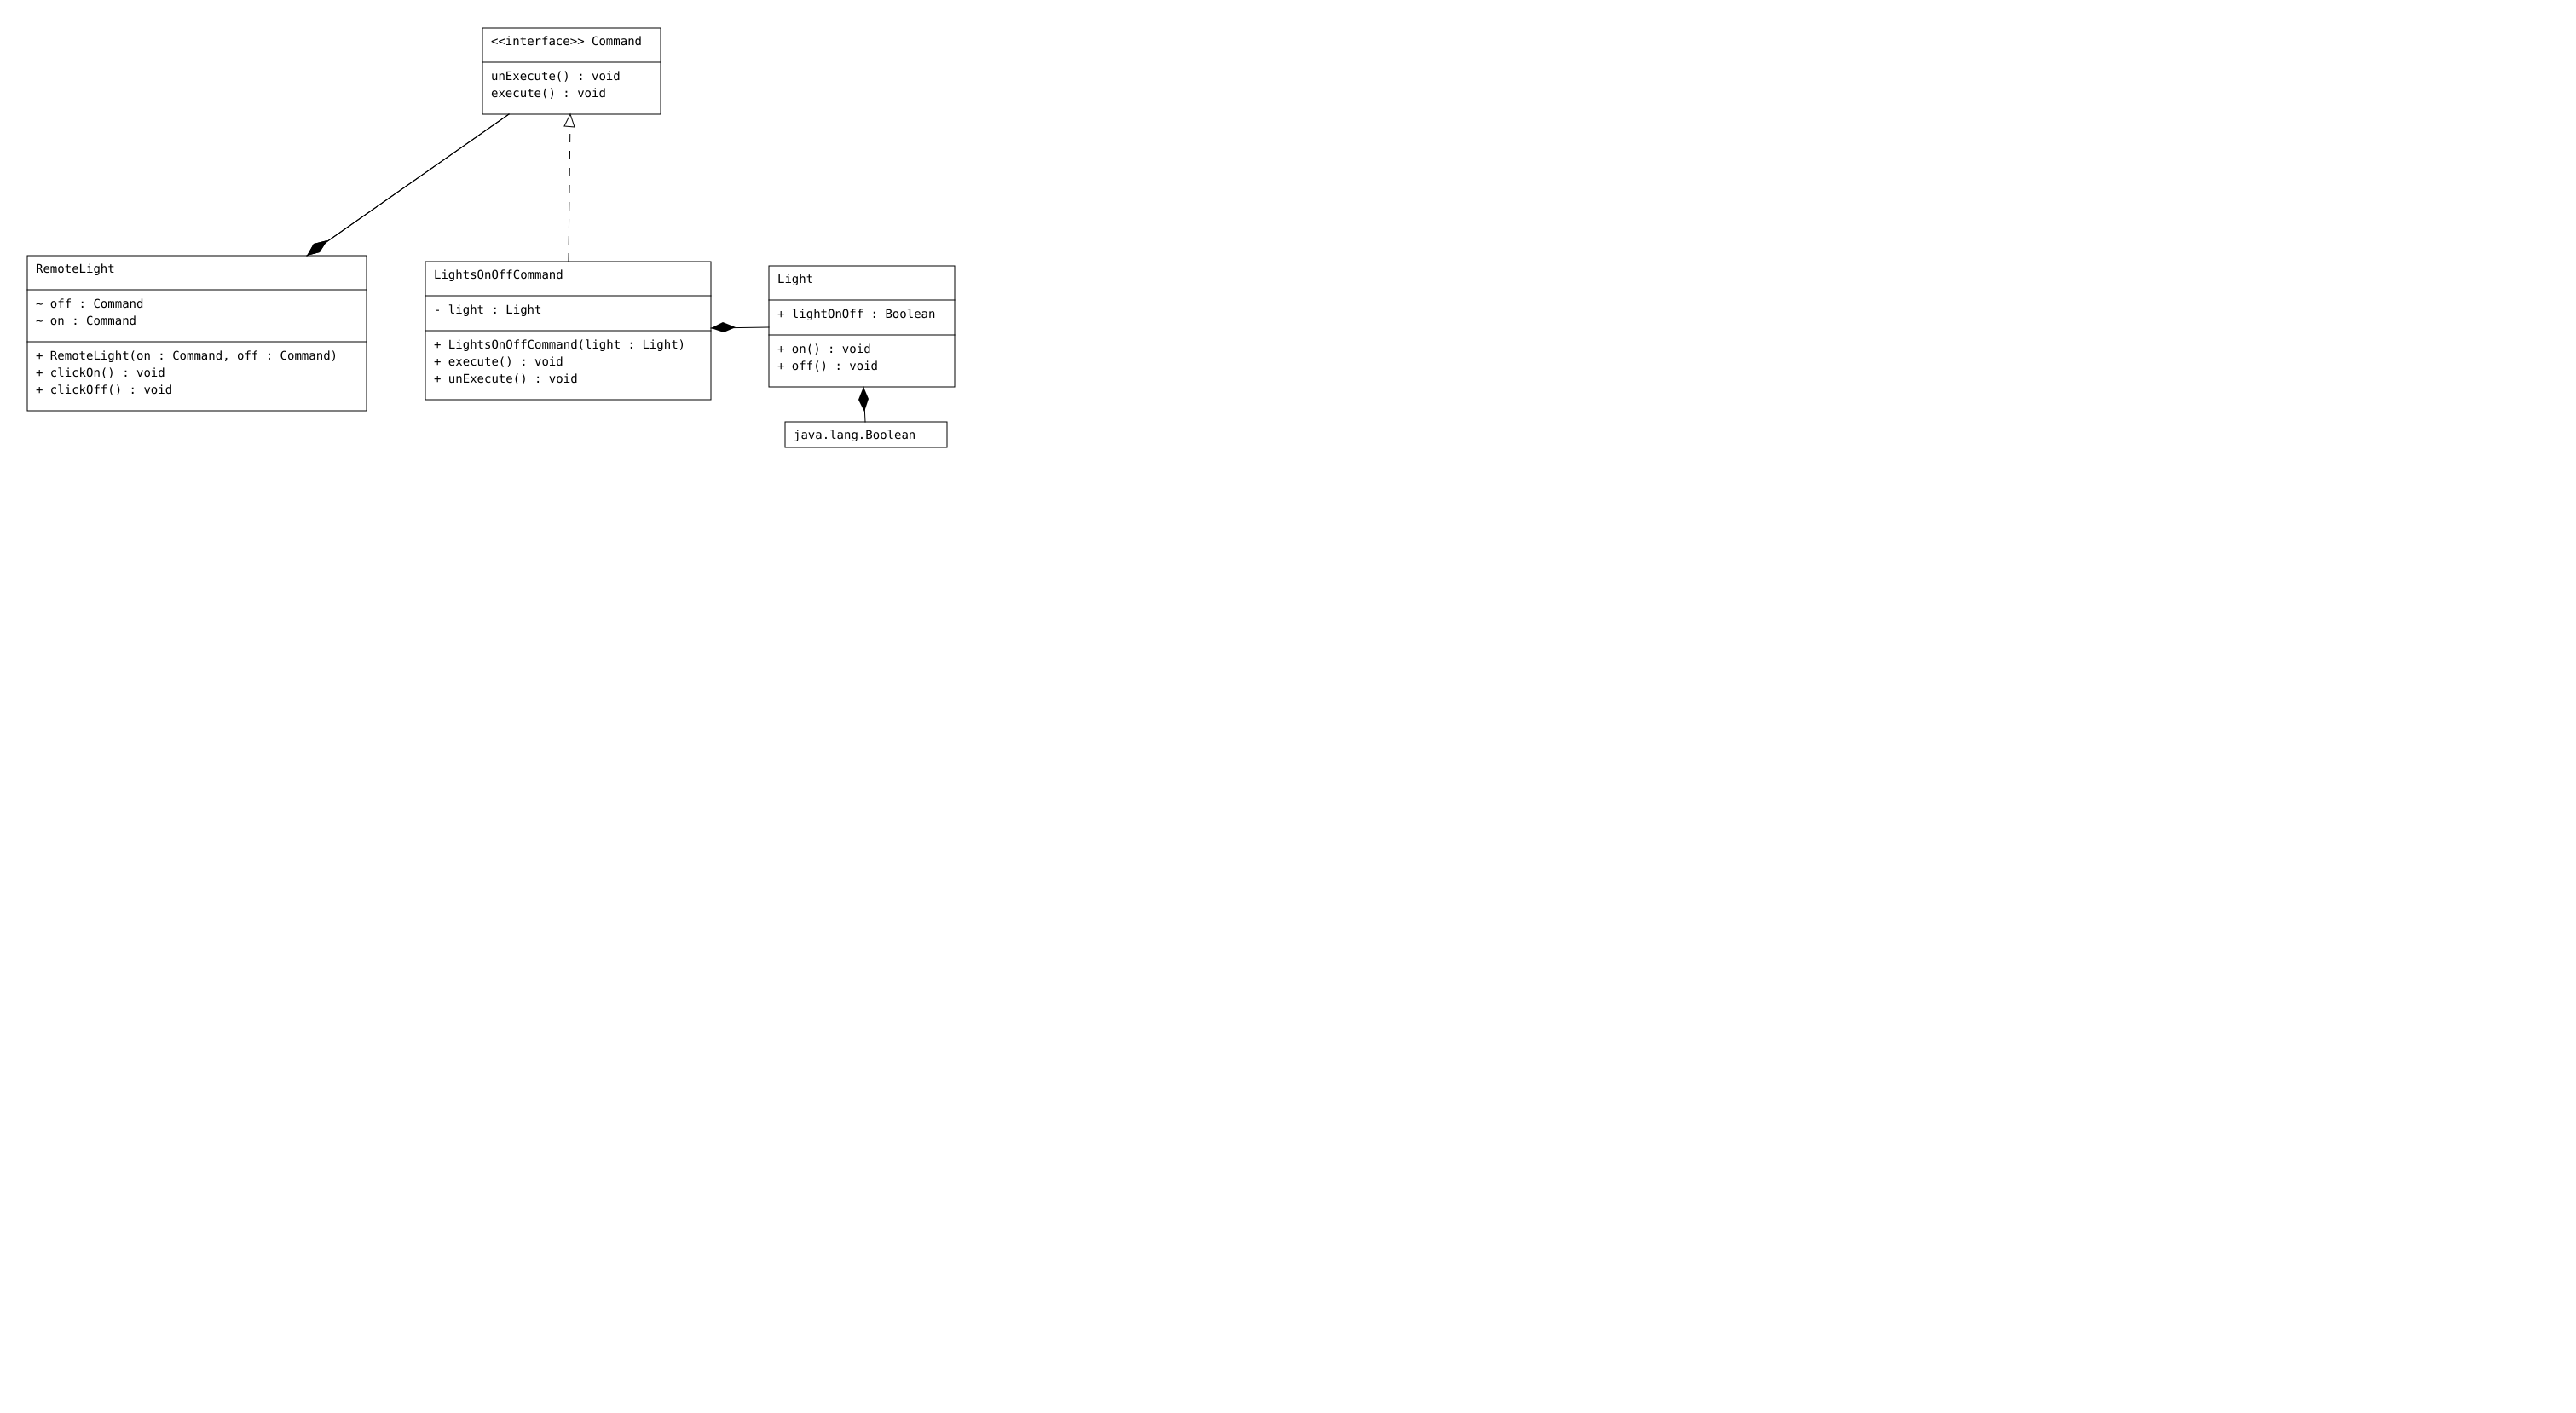 <<interface>> Command
unExecute() : void
execute() : void
RemoteLight
~ off : Command
~ on : Command
+ RemoteLight(on : Command, off : Command)
+ clickOn() : void
+ clickOff() : void
LightsOnOffCommand
- light : Light
+ LightsOnOffCommand(light : Light)
+ execute() : void
+ unExecute() : void
Light
+ lightOnOff : Boolean
+ on() : void
+ off() : void
java.lang.Boolean